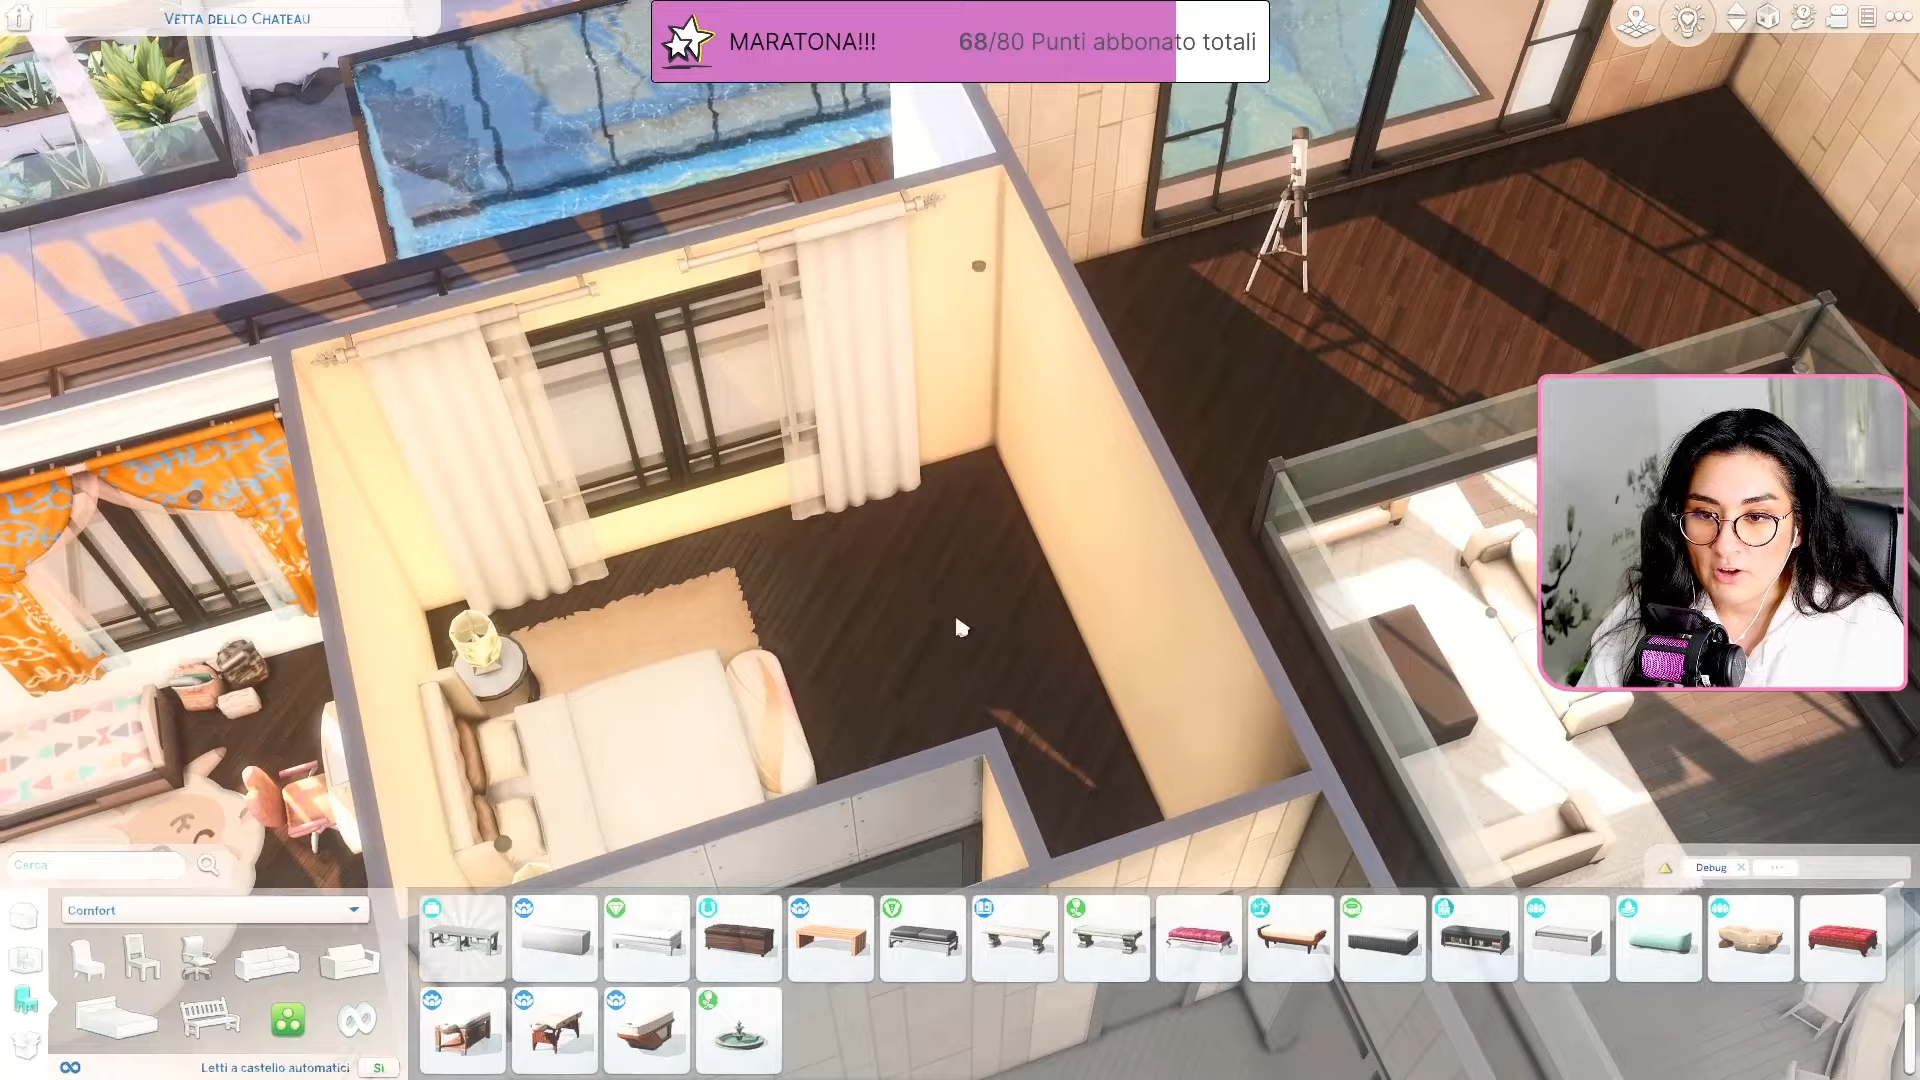 VETTA DELLO CHATEAU
MARATONA!!!
68/80 Punti abbonato totali
Debug
Cerca
Comfort
Letti a castello automatici
Sì